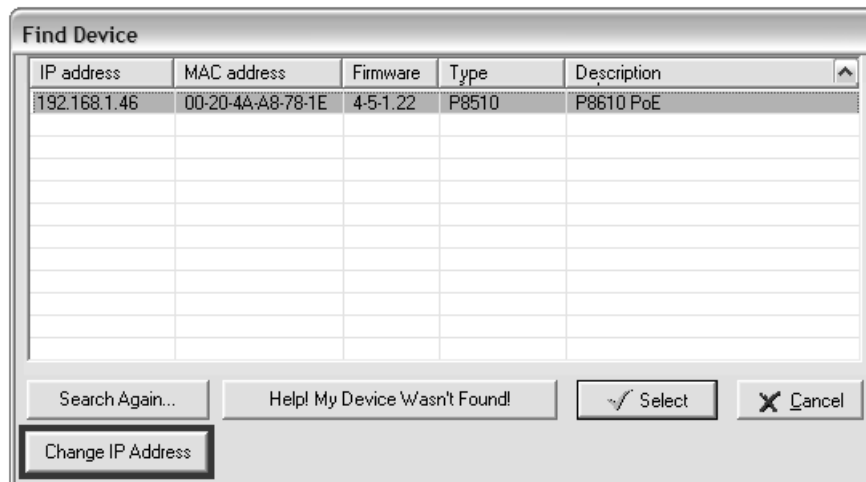 Find Device
IP address MAC address Firmware Type Description
192.168.1.46 00-20-4A-A8-78-1E 4-5-1.22 P8510 P8610 PoE
Search Again... Help! My Device Wasn't Found! Select Cancel
Change IP Address